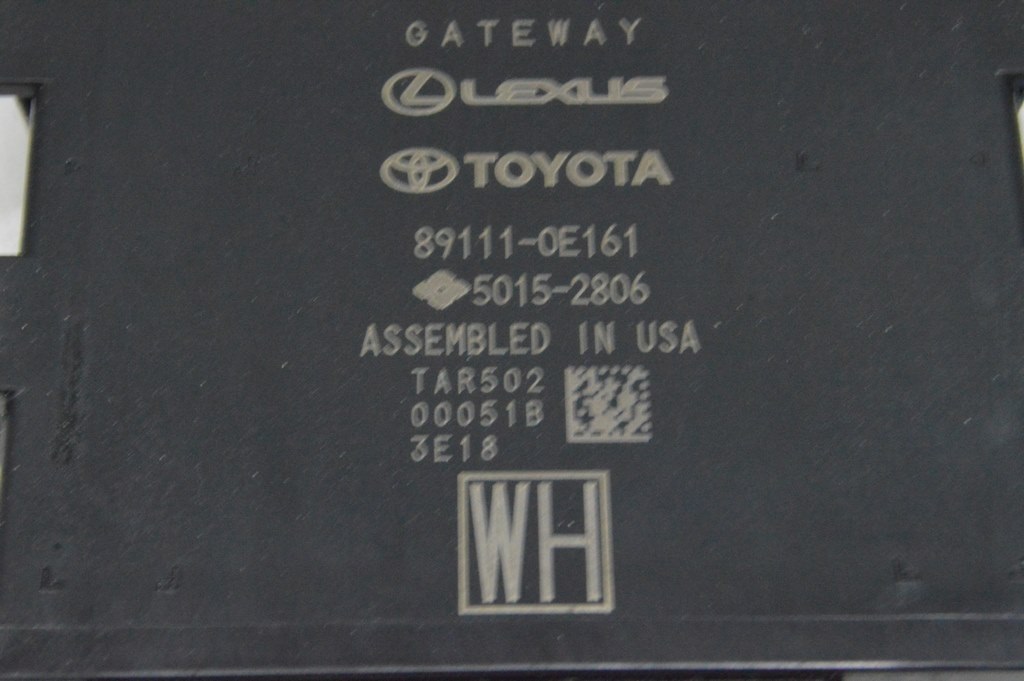 GATEWAY
LEXUS
TOYOTA
89111-0E161
5015-2806
ASSEMBLED IN USA
TAR502
00051B
3E18
WH